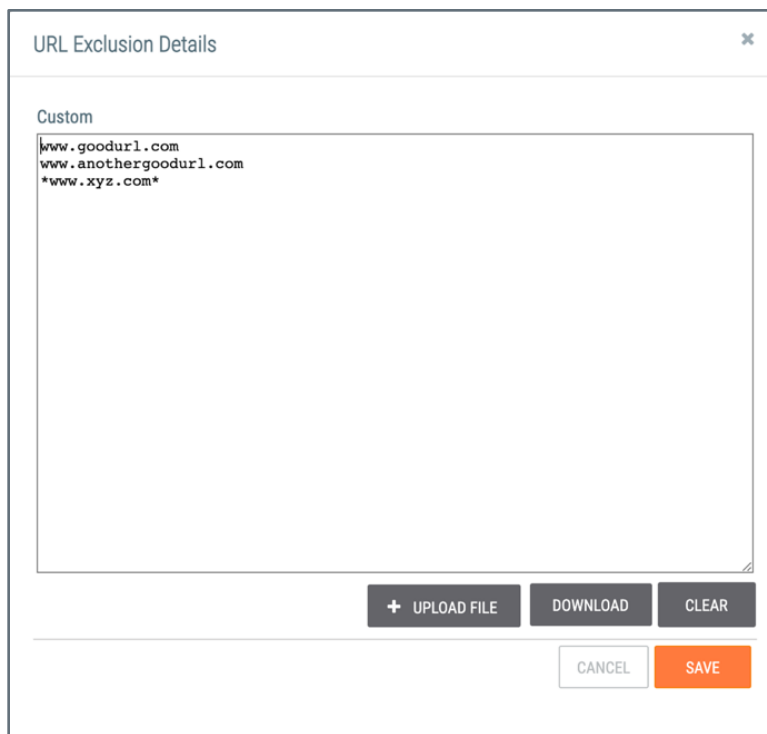 URL Exclusion Details
✖
Custom
www.goodurl.com
www.anothergoodurl.com
*www.xyz.com*
+ UPLOAD FILE
DOWNLOAD
CLEAR
CANCEL
SAVE